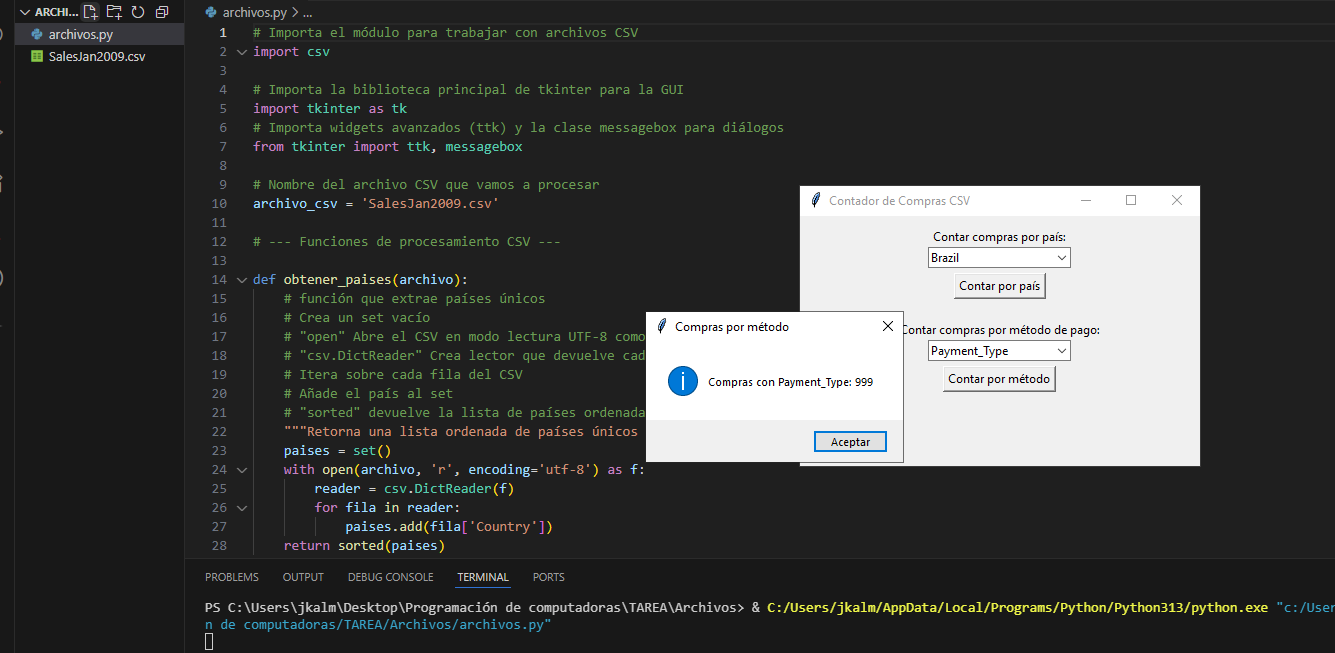 ARCHI...
archivos.py
SalesJan2009.csv
archivos.py > ...
1 # Importa el módulo para trabajar con archivos CSV
2 import csv
3
4 # Importa la biblioteca principal de tkinter para la GUI
5 import tkinter as tk
6 # Importa widgets avanzados (ttk) y la clase messagebox para diálogos
7 from tkinter import ttk, messagebox
8
9 # Nombre del archivo CSV que vamos a procesar
10 archivo_csv = 'SalesJan2009.csv'
11
12 # --- Funciones de procesamiento CSV ---
13
14 def obtener_paises(archivo):
15 # función que extrae países únicos
16 # Crea un set vacío
17 # "open" Abre el CSV en modo lectura UTF-8 como
18 # "csv.DictReader" Crea lector que devuelve cad
19 # Itera sobre cada fila del CSV
20 # Añade el país al set
21 # "sorted" devuelve la lista de países ordenada
22 """Retorna una lista ordenada de países únicos
23 paises = set()
24 with open(archivo, 'r', encoding='utf-8') as f:
25 reader = csv.DictReader(f)
26 for fila in reader:
27 paises.add(fila['Country'])
28 return sorted(paises)
Contador de Compras CSV
Contar compras por país:
Brazil
Contar por país
Contar compras por método de pago:
Payment_Type
Contar por método
Compras por método
Compras con Payment_Type: 999
Aceptar
PROBLEMS OUTPUT DEBUG CONSOLE TERMINAL PORTS
PS C:\Users\jkalm\Desktop\Programación de computadoras\TAREA\Archivos> & C:/Users/jkalm/AppData/Local/Programs/Python/Python313/python.exe "c:/User
n de computadoras/TAREA/Archivos/archivos.py"